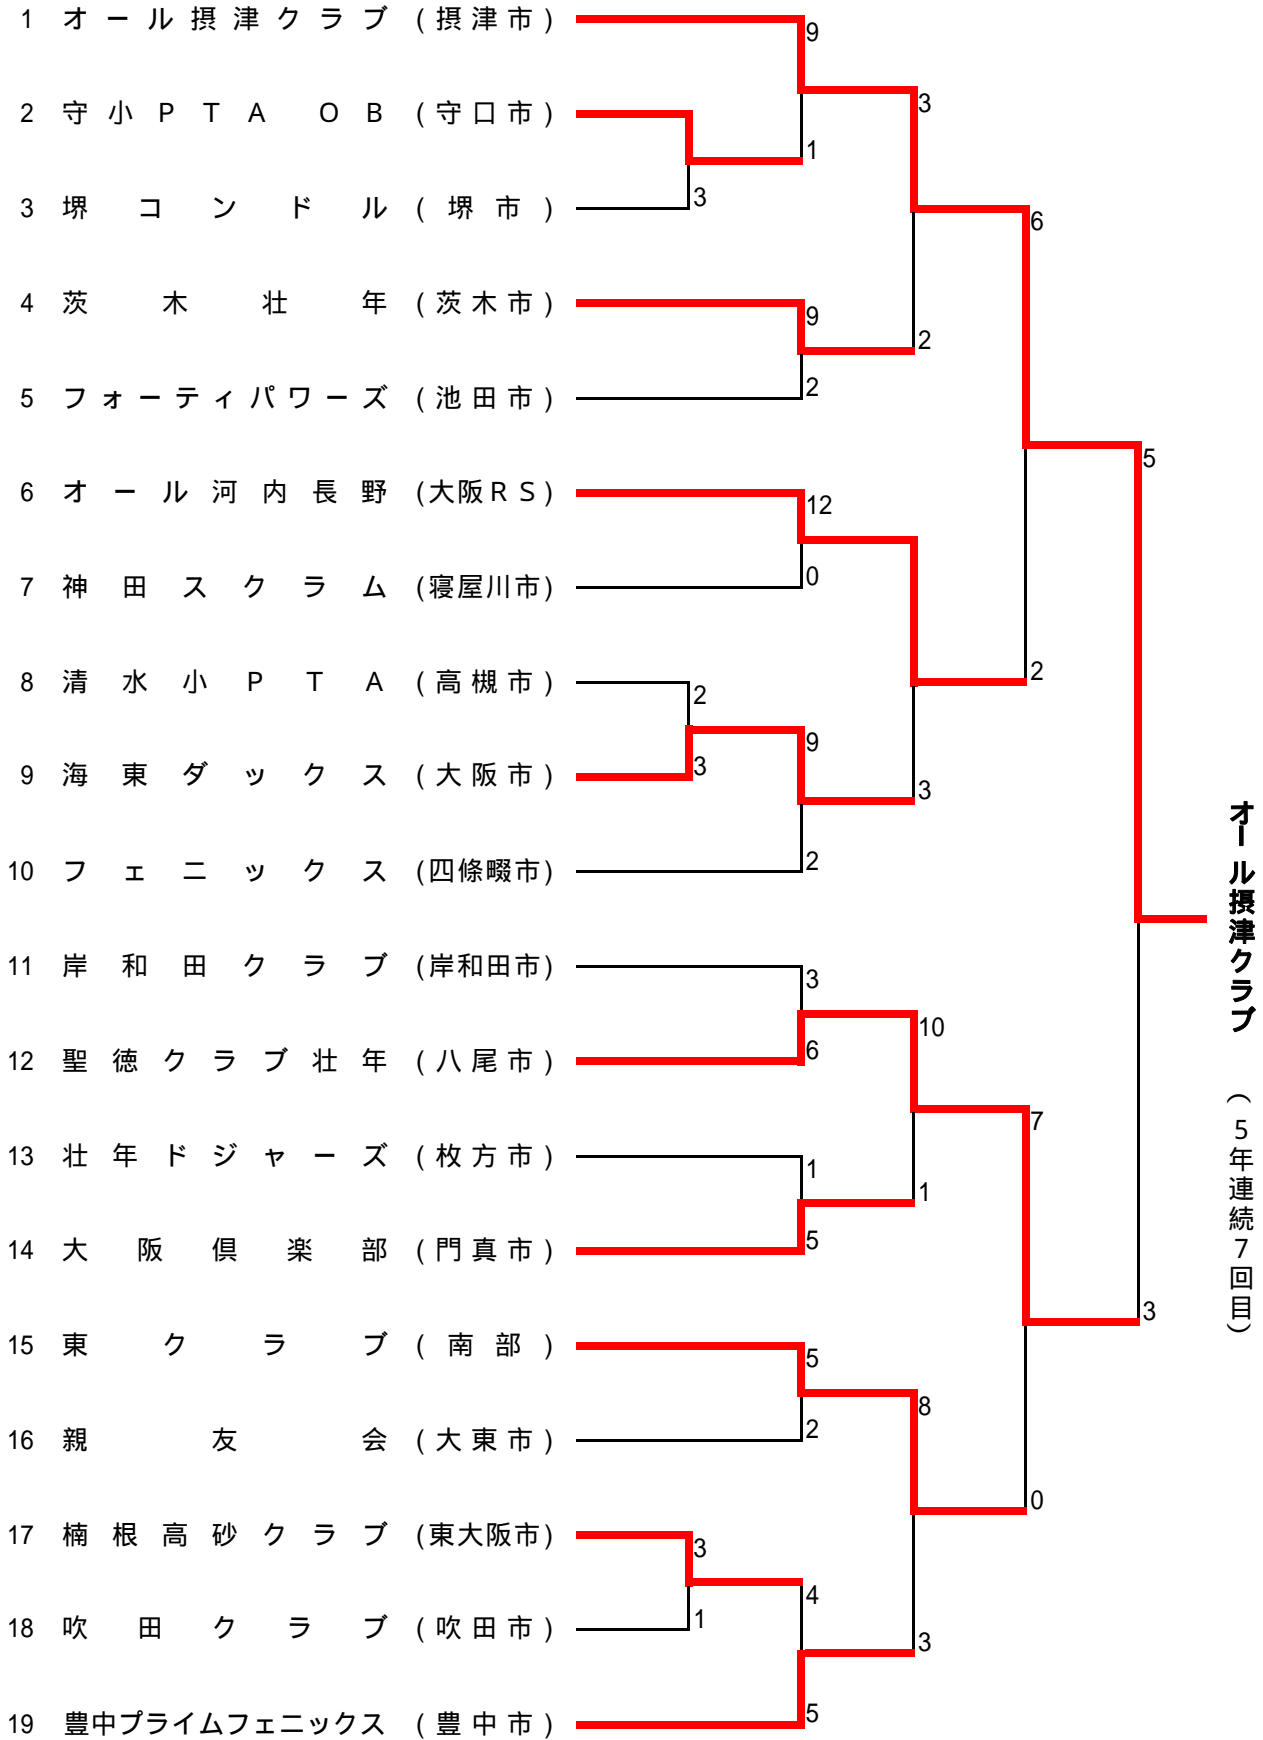 1 オール摂津クラブ (摂津市)
2 守小PTA OB (守口市)
3 堺コンドル (堺市)
4 茨木壮年 (茨木市)
5 フォーティパワーズ (池田市)
6 オール河内長野 (大阪RS)
7 神田スクラム (寝屋川市)
8 清水小PTA (高槻市)
9 海東ダックス (大阪市)
10 フェニックス (四條畷市)
11 岸和田クラブ (岸和田市)
12 聖徳クラブ壮年 (八尾市)
13 壮年ドジャーズ (枚方市)
14 大阪倶楽部 (門真市)
15 東クラブ (南部)
16 親友会 (大東市)
17 楠根高砂クラブ (東大阪市)
18 吹田クラブ (吹田市)
19 豊中プライムフェニックス (豊中市)
3
2
3
3
1
9
1
9
2
12
0
9
2
3
6
1
5
5
2
4
5
3
2
3
10
1
8
3
6
2
7
0
5
3
オール摂津クラブ (5年連続7回目)